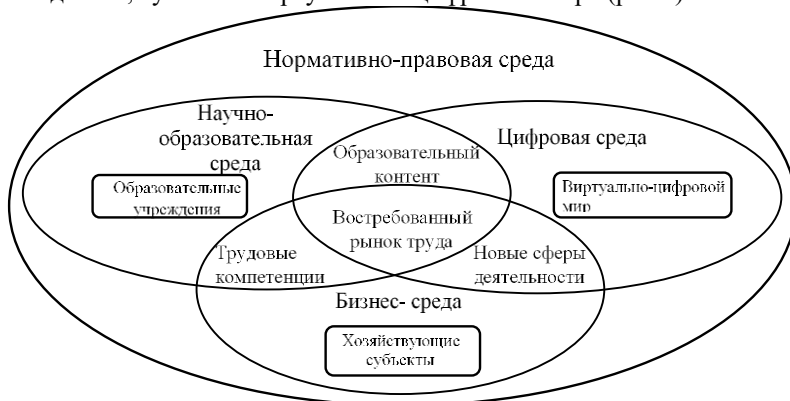 Нормативно-правовая среда
Научно-
образовательная
среда
Цифровая среда
Образовательный
контент
Образовательные
учреждения
Виртуально-цифровой
мир
Востребованный
рынок труда
Трудовые
компетенции
Новые сферы
деятельности
Бизнес- среда
Хозяйствующие
субъекты